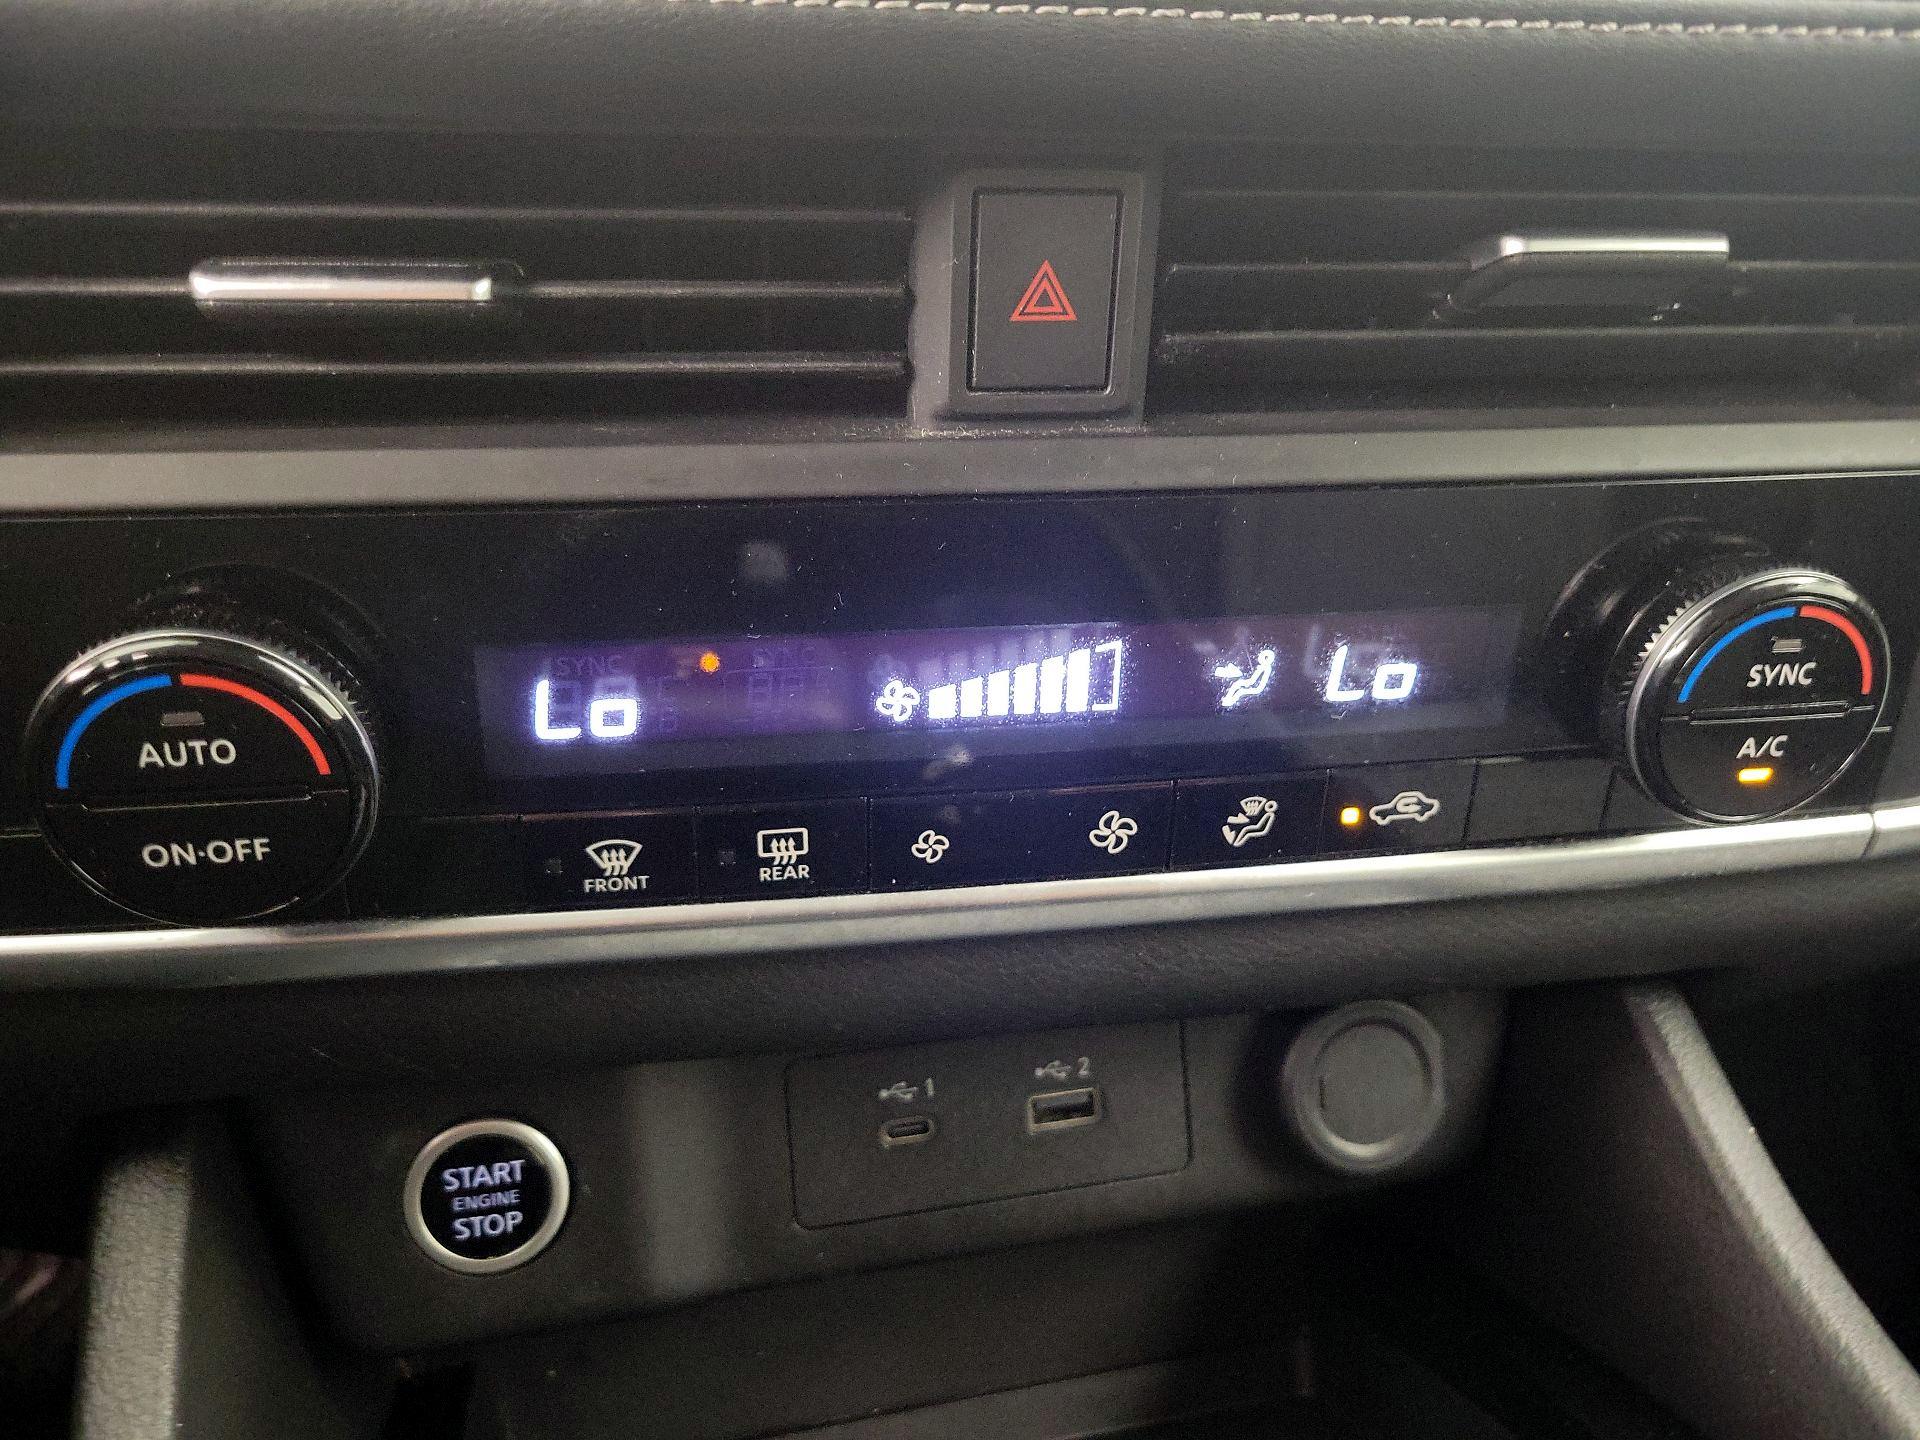 Lo
Lo
SYNC
A/C
AUTO
ON·OFF
FRONT
REAR
1
2
START
ENGINE
STOP